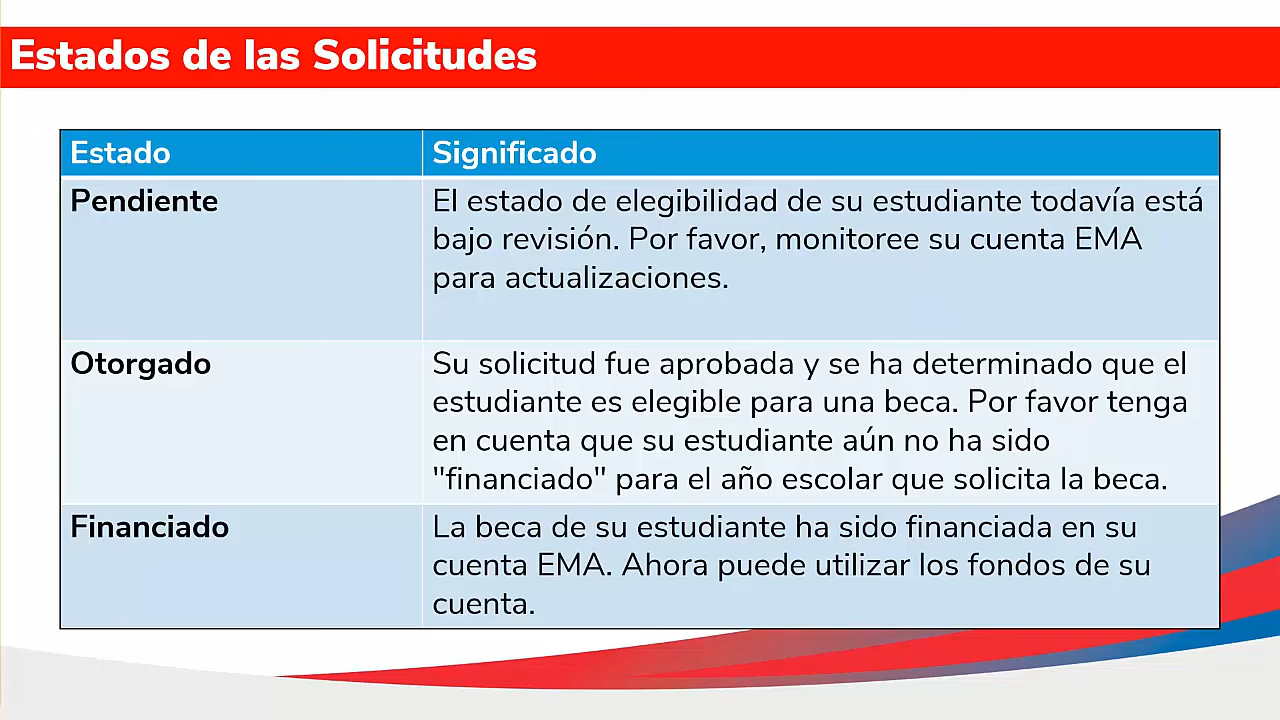 Estados de las Solicitudes
Estado
Significado
Pendiente
El estado de elegibilidad de su estudiante todavía está
bajo revisión. Por favor, monitoree su cuenta EMA
para actualizaciones.
Otorgado
Su solicitud fue aprobada y se ha determinado que el
estudiante es elegible para una beca. Por favor tenga
en cuenta que su estudiante aún no ha sido
"financiado" para el año escolar que solicita la beca.
Financiado
La beca de su estudiante ha sido financiada en su
cuenta EMA. Ahora puede utilizar los fondos de su
cuenta.